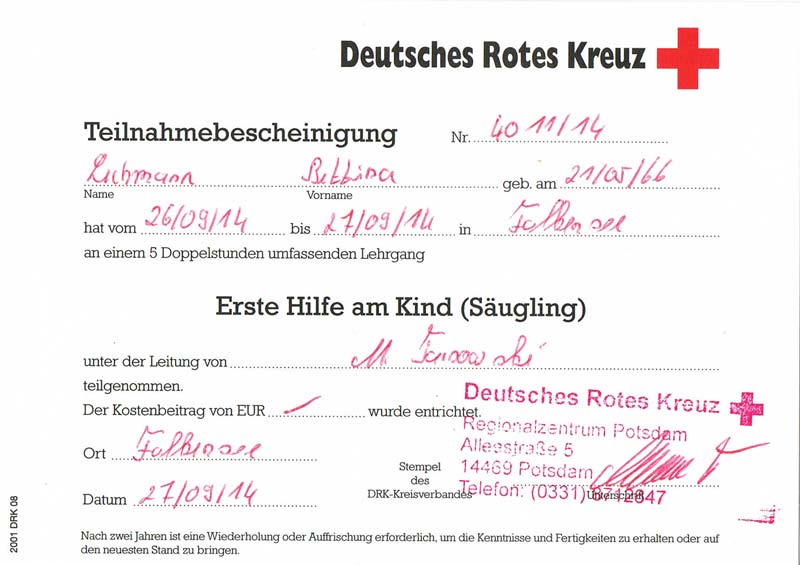 Deutsches Rotes Kreuz
Teilnahmebescheinigung Nr. 40 11/14
Bettina geb. am 21/05/66
Name Vorname
hat vom 26/09/14 bis 27/09/14 in Falkensee
an einem 5 Doppelstunden umfassenden Lehrgang
Erste Hilfe am Kind (Säugling)
unter der Leitung von M
teilgenommen.
Der Kostenbeitrag von EUR wurde entrichtet.
Deutsches Rotes Kreuz
Regionalzentrum Potsdam
Alleestraße 5
14469 Potsdam
Telefon: (0331)
Ort Falkensee
Stempel
des
DRK-Kreisverbandes
Unterschrift
Datum 27/09/14
Nach zwei Jahren ist eine Wiederholung oder Auffrischung erforderlich, um die Kenntnisse und Fertigkeiten zu erhalten oder auf
den neuesten Stand zu bringen.
2001 DRK 08